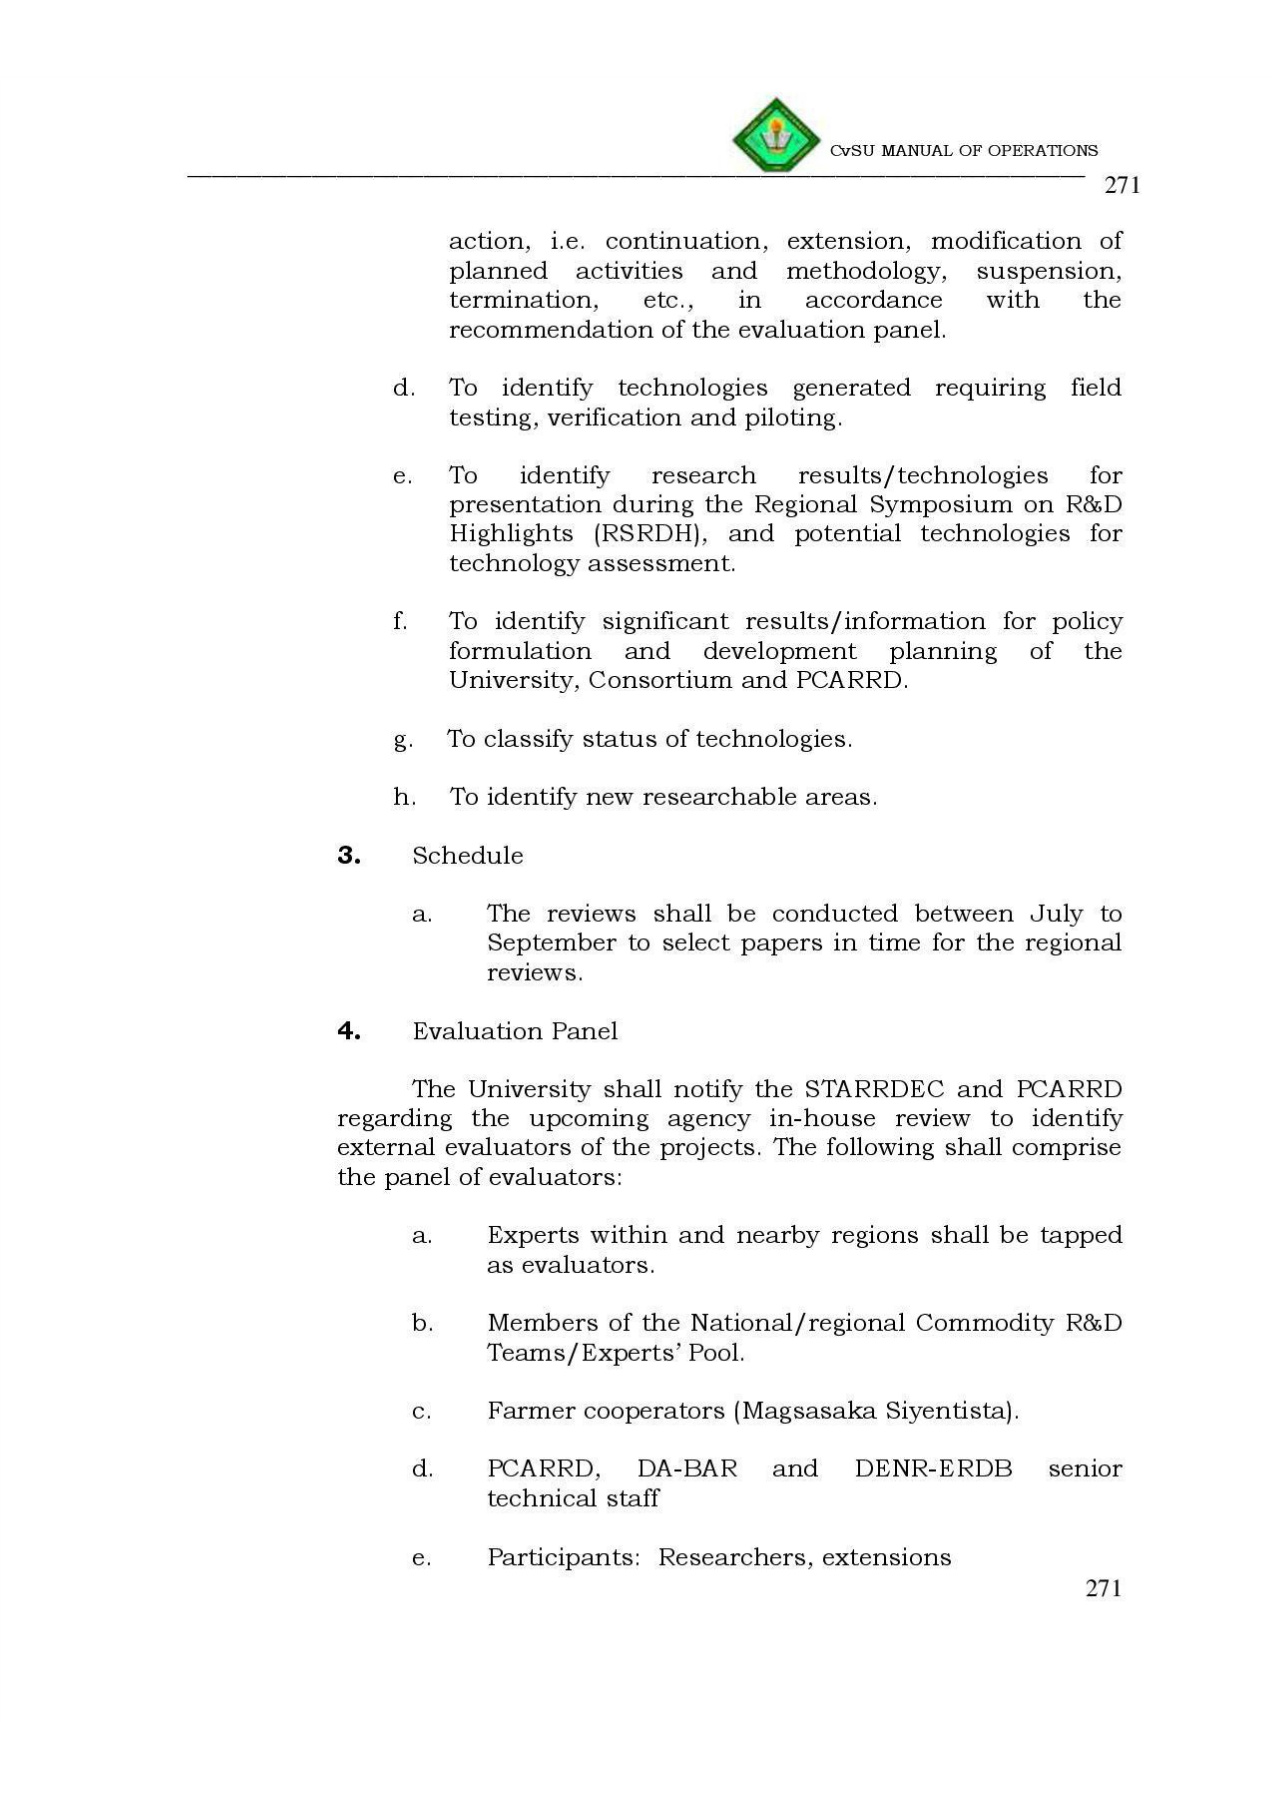 CvSU MANUAL OF OPERATIONS
271
action, i.e. continuation, extension, modification of
planned activities and methodology, suspension,
termination, etc., in accordance with the
recommendation of the evaluation panel.
d. To identify technologies generated requiring field
testing, verification and piloting.
e. To identify research results/technologies for
presentation during the Regional Symposium on R&D
Highlights (RSRDH), and potential technologies for
technology assessment.
f. To identify significant results/information for policy
formulation and development planning of the
University, Consortium and PCARRD.
g. To classify status of technologies.
h. To identify new researchable areas.
3. Schedule
a. The reviews shall be conducted between July to
September to select papers in time for the regional
reviews.
4. Evaluation Panel
The University shall notify the STARRDEC and PCARRD
regarding the upcoming agency in-house review to identify
external evaluators of the projects. The following shall comprise
the panel of evaluators:
a. Experts within and nearby regions shall be tapped
as evaluators.
b. Members of the National/regional Commodity R&D
Teams/Experts’ Pool.
c. Farmer cooperators (Magsasaka Siyentista).
d. PCARRD, DA-BAR and DENR-ERDB senior
technical staff
e. Participants: Researchers, extensions
271